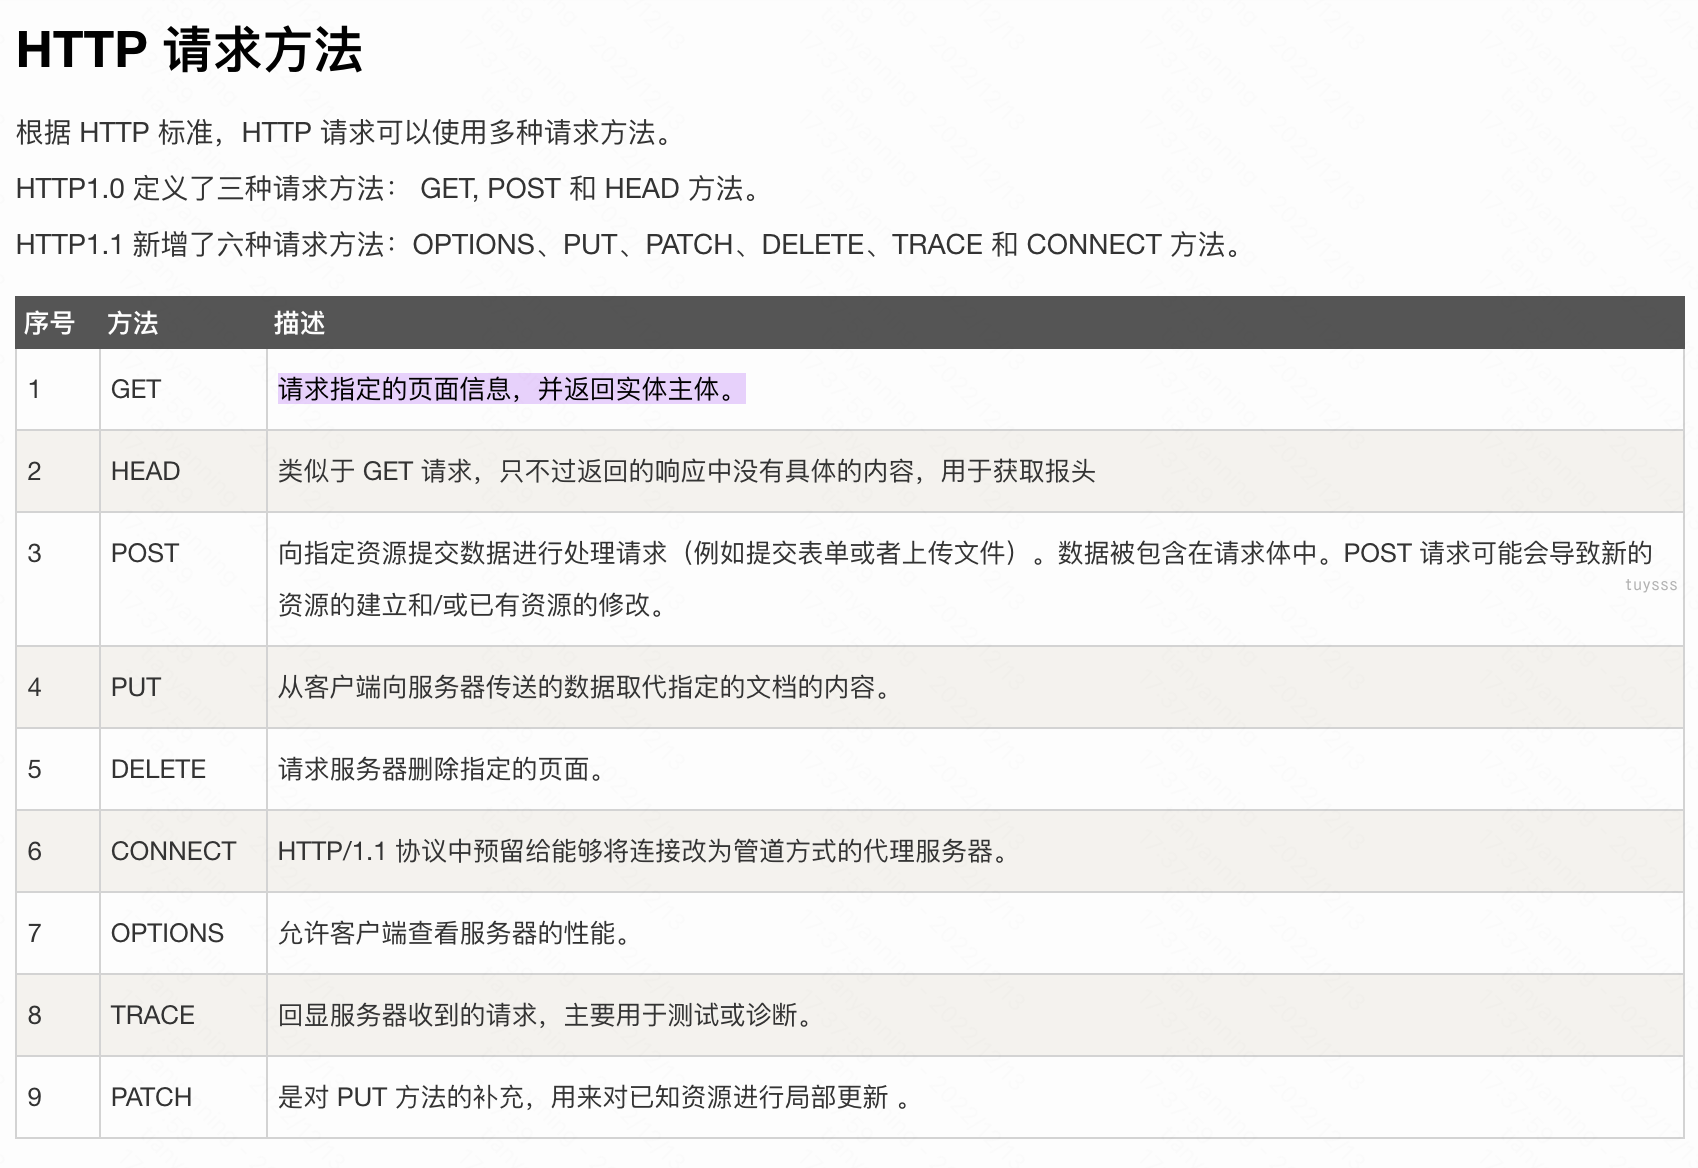 HTTP 请求方法
根据 HTTP 标准，HTTP 请求可以使用多种请求方法。
HTTP1.0 定义了三种请求方法： GET, POST 和 HEAD 方法。
HTTP1.1 新增了六种请求方法：OPTIONS、PUT、PATCH、DELETE、TRACE 和 CONNECT 方法。
序号 方法 描述
1 GET 请求指定的页面信息，并返回实体主体。
2 HEAD 类似于 GET 请求，只不过返回的响应中没有具体的内容，用于获取报头
3 POST 向指定资源提交数据进行处理请求（例如提交表单或者上传文件）。数据被包含在请求体中。POST 请求可能会导致新的
tuysss
资源的建立和/或已有资源的修改。
4 PUT 从客户端向服务器传送的数据取代指定的文档的内容。
5 DELETE 请求服务器删除指定的页面。
6 CONNECT HTTP/1.1 协议中预留给能够将连接改为管道方式的代理服务器。
7 OPTIONS 允许客户端查看服务器的性能。
8 TRACE 回显服务器收到的请求，主要用于测试或诊断。
9 PATCH 是对 PUT 方法的补充，用来对已知资源进行局部更新 。